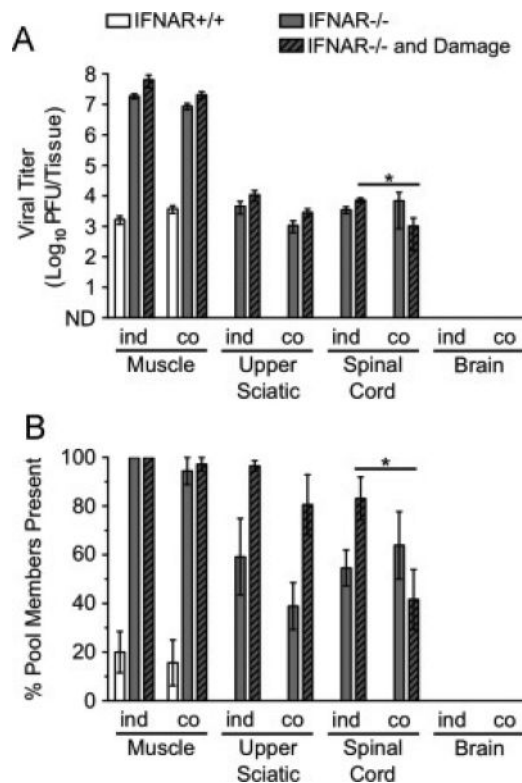 A
IFNAR+/+
IFNAR-/-
IFNAR-/- and Damage
Viral Titer
(Log10 PFU/Tissue)
8
7
6
5
4
3
2
1
ND
*
ind co ind co ind co ind co
Muscle Upper Spinal Brain
Sciatic Cord
B
% Pool Members Present
100
80
60
40
20
0
*
ind co ind co ind co ind co
Muscle Upper Spinal Brain
Sciatic Cord